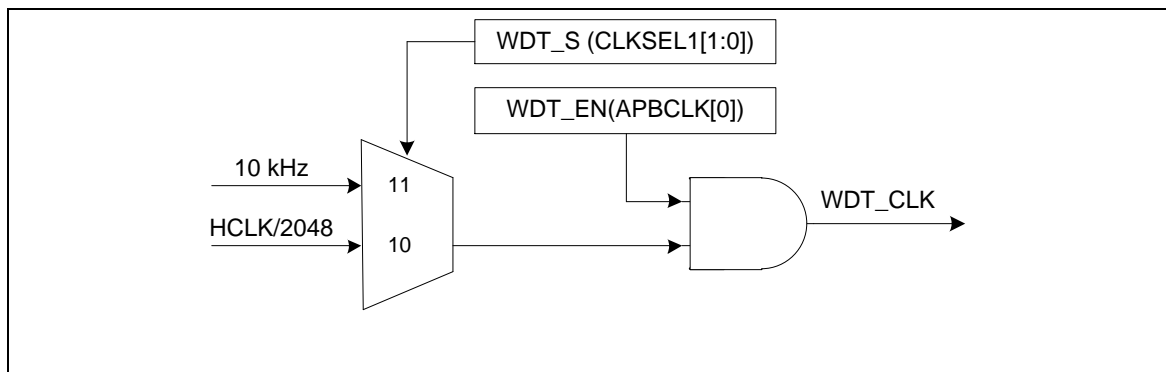 WDT_S (CLKSEL1[1:0])
WDT_EN(APBCLK[0])
10 kHz
11
HCLK/2048
10
WDT_CLK